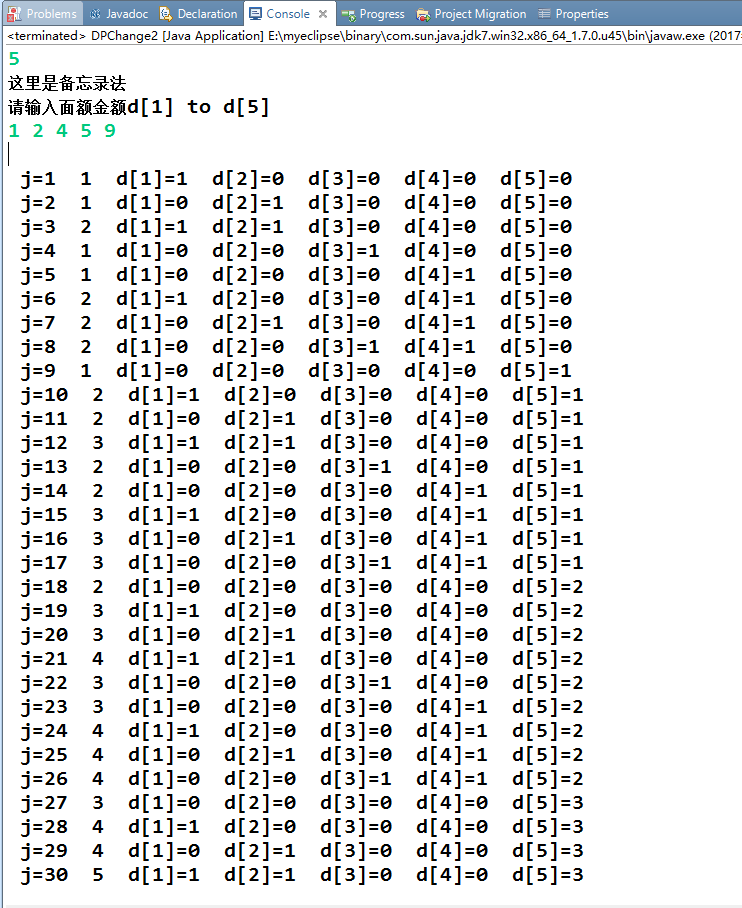 Problems Javadoc Declaration Console Progress Project Migration Properties
<terminated> DPChange2 [Java Application] E:\myeclipse\binary\com.sun.java.jdk7.win32.x86_64_1.7.0.u45\bin\javaw.exe (2017-
5
这里是备忘录法
请输入面额金额d[1] to d[5]
1 2 4 5 9
j=1 1 d[1]=1 d[2]=0 d[3]=0 d[4]=0 d[5]=0
j=2 1 d[1]=0 d[2]=1 d[3]=0 d[4]=0 d[5]=0
j=3 2 d[1]=1 d[2]=1 d[3]=0 d[4]=0 d[5]=0
j=4 1 d[1]=0 d[2]=0 d[3]=1 d[4]=0 d[5]=0
j=5 1 d[1]=0 d[2]=0 d[3]=0 d[4]=1 d[5]=0
j=6 2 d[1]=1 d[2]=0 d[3]=0 d[4]=1 d[5]=0
j=7 2 d[1]=0 d[2]=1 d[3]=0 d[4]=1 d[5]=0
j=8 2 d[1]=0 d[2]=0 d[3]=1 d[4]=1 d[5]=0
j=9 1 d[1]=0 d[2]=0 d[3]=0 d[4]=0 d[5]=1
j=10 2 d[1]=1 d[2]=0 d[3]=0 d[4]=0 d[5]=1
j=11 2 d[1]=0 d[2]=1 d[3]=0 d[4]=0 d[5]=1
j=12 3 d[1]=1 d[2]=1 d[3]=0 d[4]=0 d[5]=1
j=13 2 d[1]=0 d[2]=0 d[3]=1 d[4]=0 d[5]=1
j=14 2 d[1]=0 d[2]=0 d[3]=0 d[4]=1 d[5]=1
j=15 3 d[1]=1 d[2]=0 d[3]=0 d[4]=1 d[5]=1
j=16 3 d[1]=0 d[2]=1 d[3]=0 d[4]=1 d[5]=1
j=17 3 d[1]=0 d[2]=0 d[3]=1 d[4]=1 d[5]=1
j=18 2 d[1]=0 d[2]=0 d[3]=0 d[4]=0 d[5]=2
j=19 3 d[1]=1 d[2]=0 d[3]=0 d[4]=0 d[5]=2
j=20 3 d[1]=0 d[2]=1 d[3]=0 d[4]=0 d[5]=2
j=21 4 d[1]=1 d[2]=1 d[3]=0 d[4]=0 d[5]=2
j=22 3 d[1]=0 d[2]=0 d[3]=1 d[4]=0 d[5]=2
j=23 3 d[1]=0 d[2]=0 d[3]=0 d[4]=1 d[5]=2
j=24 4 d[1]=1 d[2]=0 d[3]=0 d[4]=1 d[5]=2
j=25 4 d[1]=0 d[2]=1 d[3]=0 d[4]=1 d[5]=2
j=26 4 d[1]=0 d[2]=0 d[3]=1 d[4]=1 d[5]=2
j=27 3 d[1]=0 d[2]=0 d[3]=0 d[4]=0 d[5]=3
j=28 4 d[1]=1 d[2]=0 d[3]=0 d[4]=0 d[5]=3
j=29 4 d[1]=0 d[2]=1 d[3]=0 d[4]=0 d[5]=3
j=30 5 d[1]=1 d[2]=1 d[3]=0 d[4]=0 d[5]=3